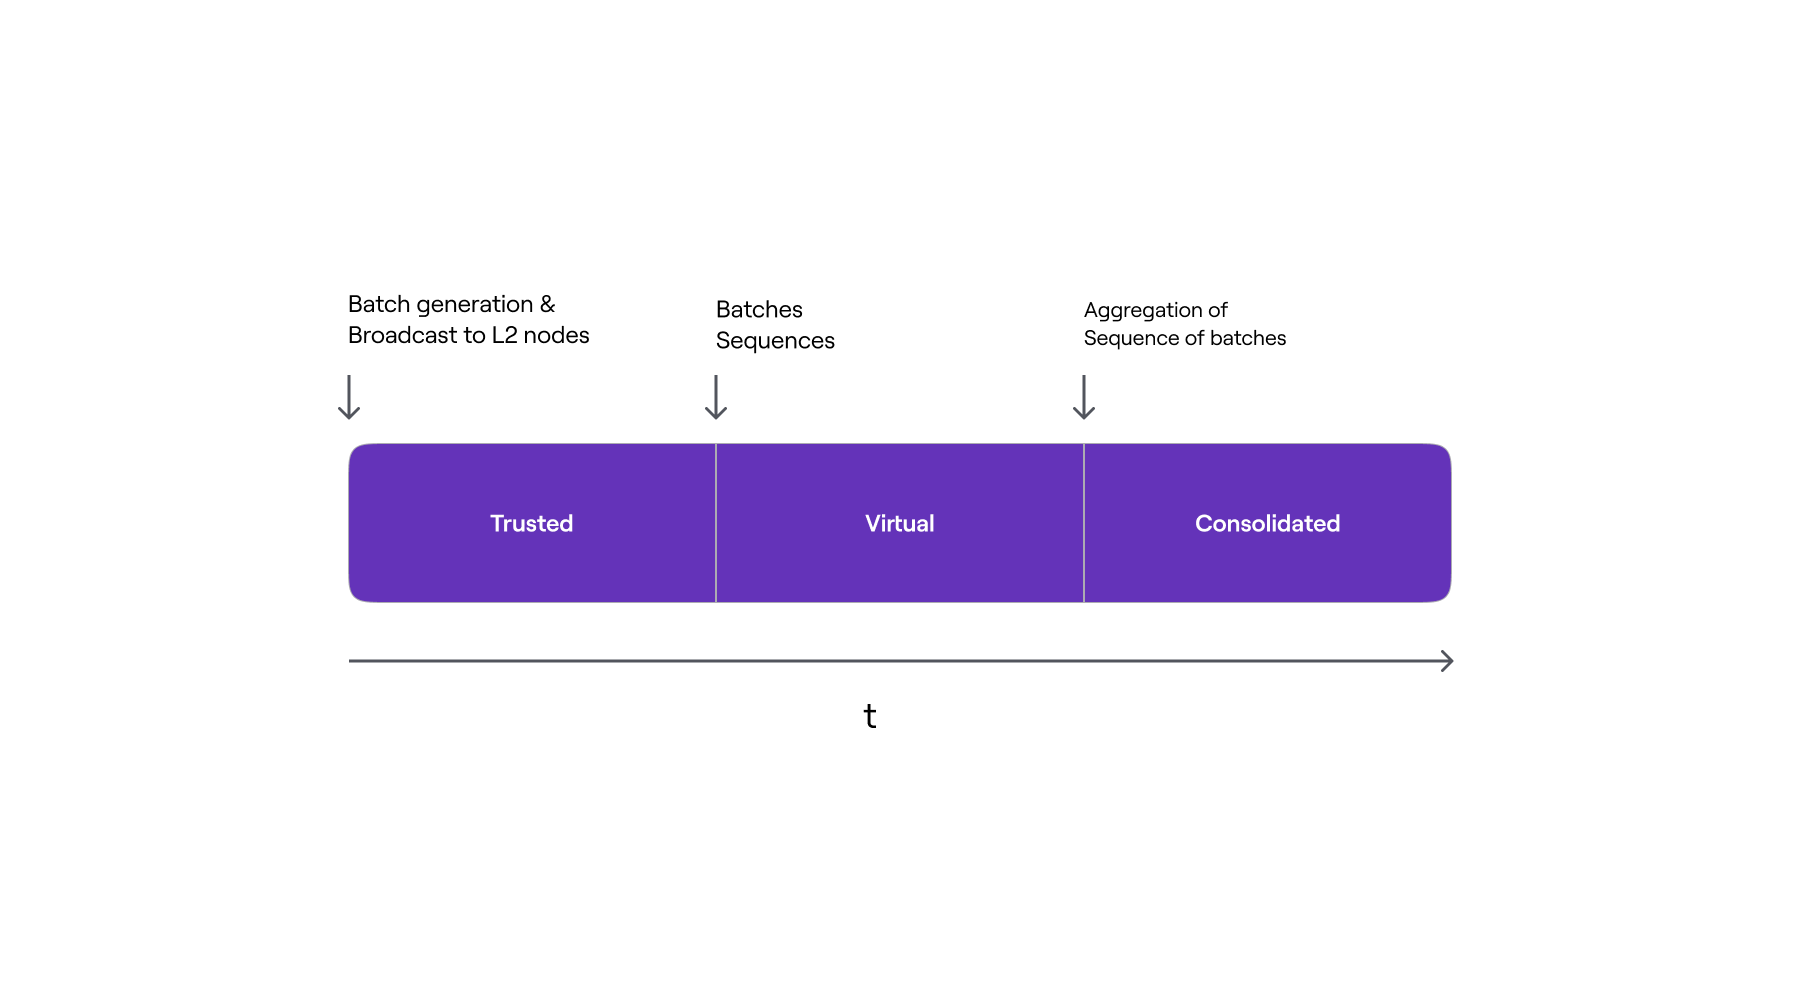 Batch generation &
Broadcast to L2 nodes
Batches
Sequences
Aggregation of
Sequence of batches
Trusted
Virtual
Consolidated
t